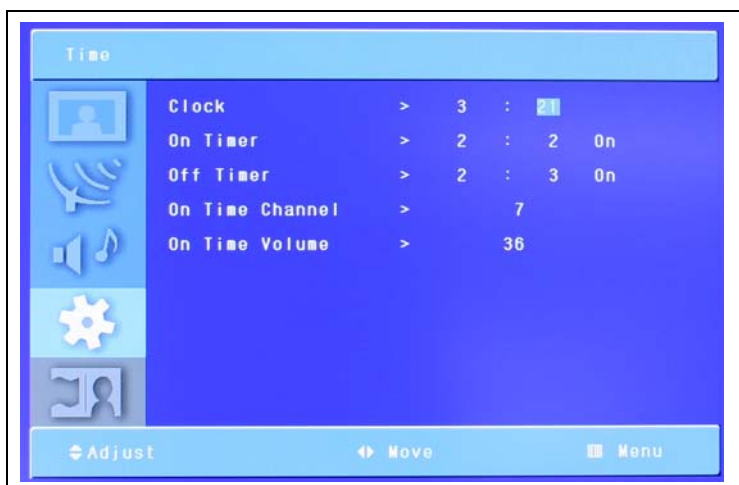 Time
Clock > 3 : 21
On Timer > 2 : 2 On
Off Timer > 2 : 3 On
On Time Channel > 7
On Time Volume > 36
Adjust Move Menu